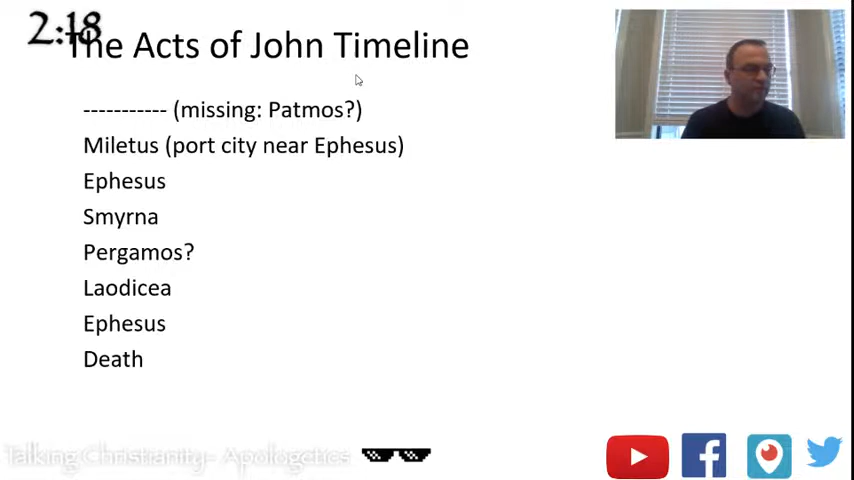 2:18
The Acts of John Timeline
----------- (missing: Patmos?)
Miletus (port city near Ephesus)
Ephesus
Smyrna
Pergamos?
Laodicea
Ephesus
Death
Talking Christianity - Apologetics